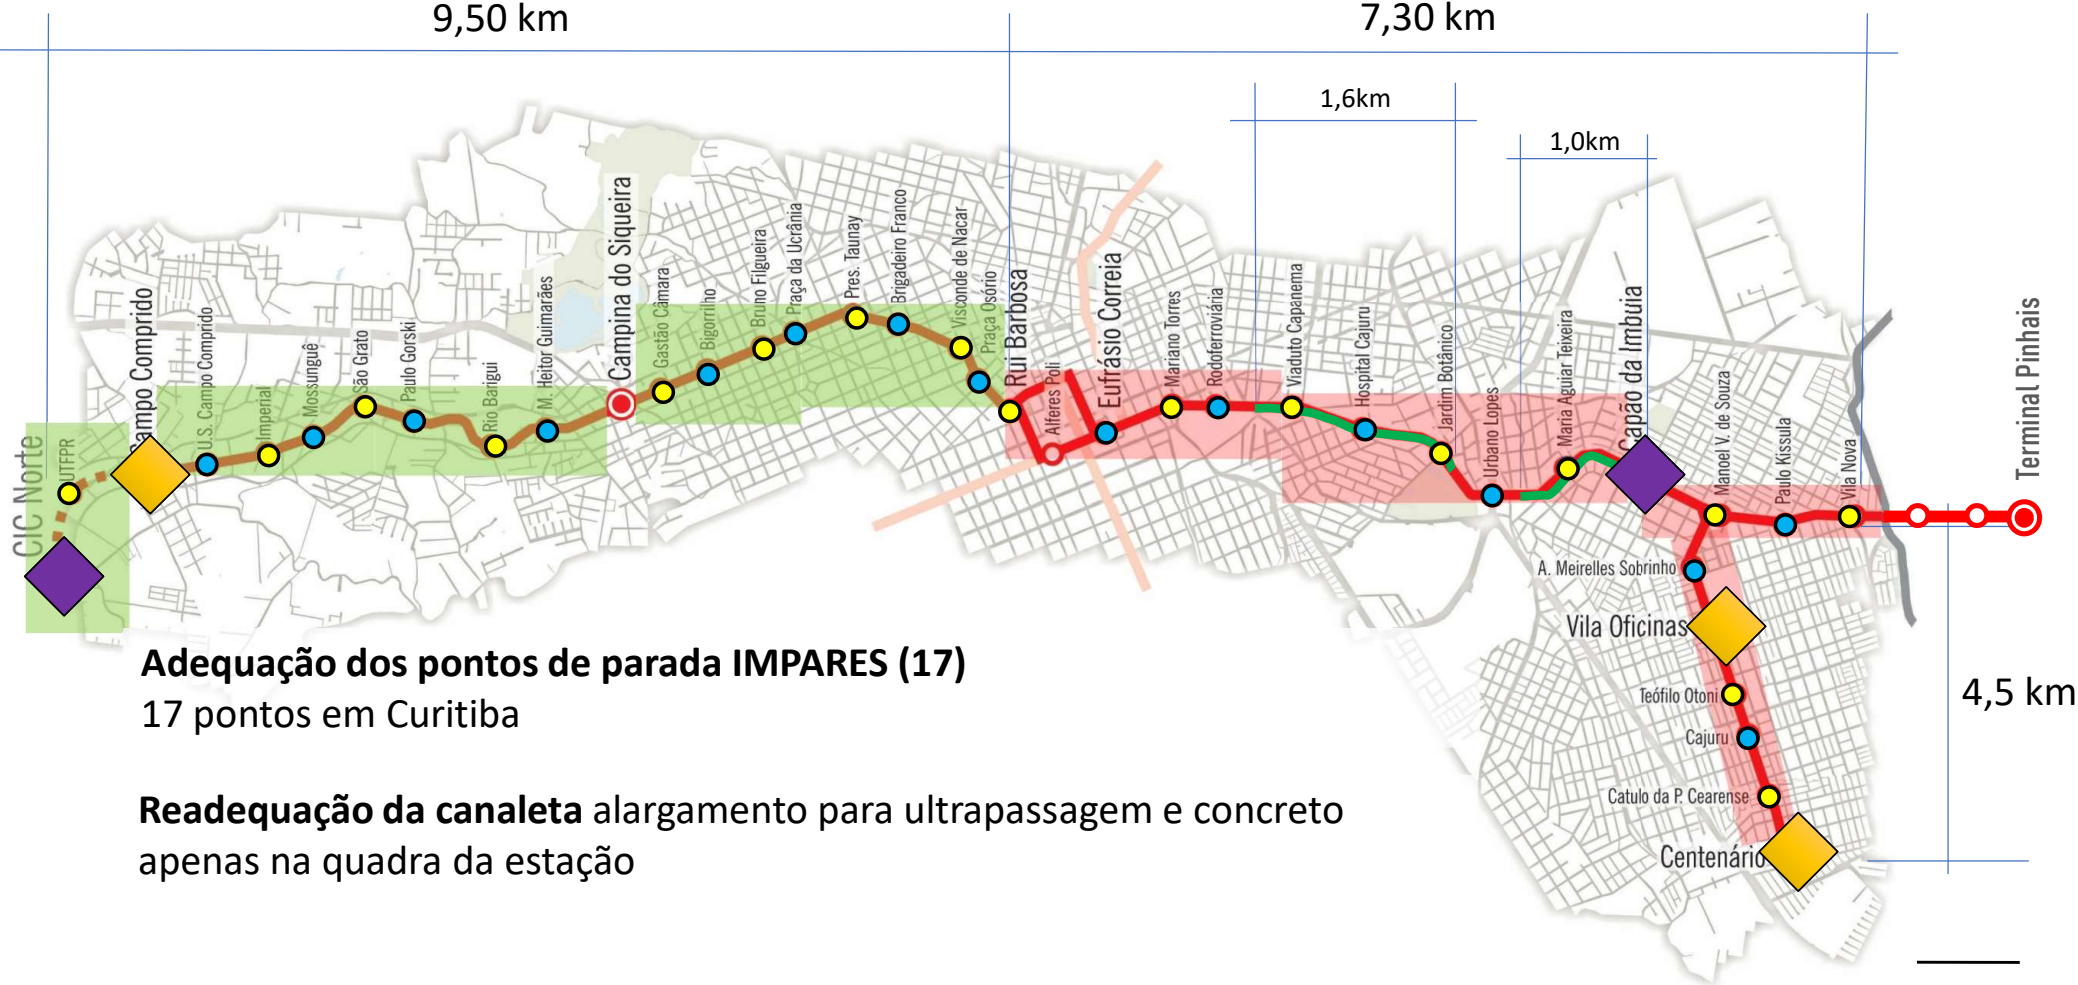 9,50 km
7,30 km
1,6km
1,0km
CIC Norte
UTFPR
Campo Comprido
U.S. Campo Comprido
Imperial
Mossunguê
São Grato
Paulo Gorski
Rio Barigui
M. Heitor Guimarães
Campina do Siqueira
Gastão Câmara
Bigorrilho
Bruno Filgueira
Praça da Ucrânia
Pres. Taunay
Brigadeiro Franco
Visconde de Nacar
Praça Osório
Rui Barbosa
Alferes Poli
Eufrásio Correia
Mariano Torres
Rodoferroviária
Viaduto Capanema
Hospital Cajuru
Jardim Botânico
Urbano Lopes
Maria Aguiar Teixeira
Capão da Imbuia
Manoel V. de Souza
Paulo Kissula
Vila Nova
Terminal Pinhais
A. Meirelles Sobrinho
Vila Oficinas
Teófilo Otoni
Cajuru
Catulo da P. Cearense
Centenário
4,5 km
Adequação dos pontos de parada IMPARES (17)
17 pontos em Curitiba
Readequação da canaleta alargamento para ultrapassagem e concreto
apenas na quadra da estação